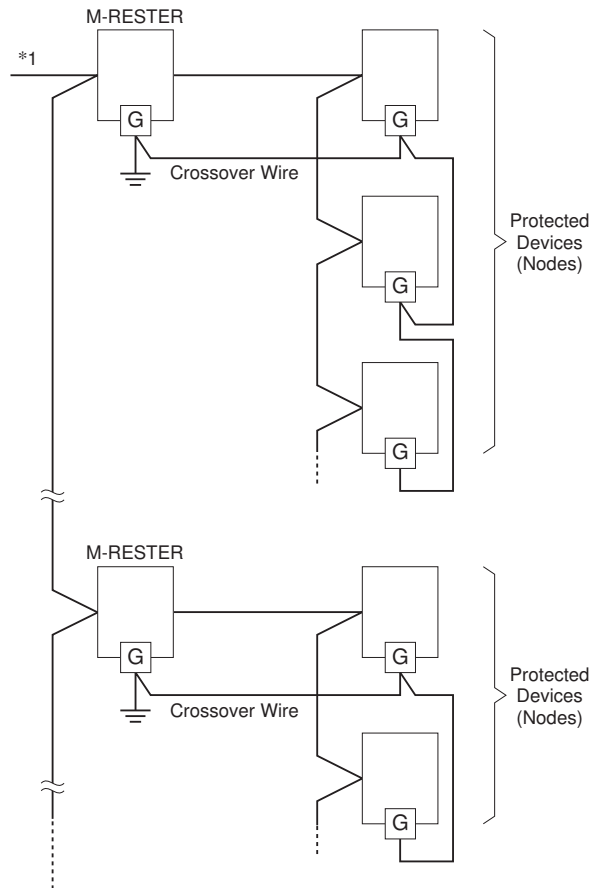 M-RESTER
*1
G
G
Crossover Wire
G
G
Protected
Devices
(Nodes)
M-RESTER
G
G
Crossover Wire
G
Protected
Devices
(Nodes)